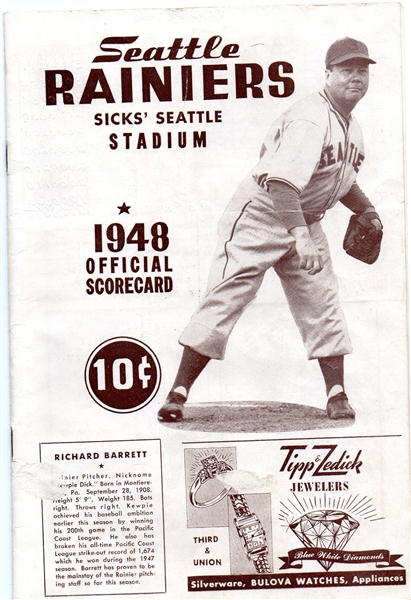 Seattle
RAINIERS
SICKS' SEATTLE
STADIUM
SEATTLE
1948
OFFICIAL
SCORECARD
10¢
RICHARD BARRETT
Rainier Pitcher. Nickname
"Kewpie Dick." Born in Montiere-
Pa. September 28, 1908.
Height 5' 9". Weight 185. Bats
right. Throws right. Kewpie
achieved his baseball ambition
earlier this season by winning
his 200th game in the Pacific
Coast League. He also has
broken his all-time Pacific Coast
League strike-out record of 1,674
which he won during the 1947
season. Barrett has proven to be
the mainstay of the Rainier pitch-
ing staff so far this season.
Tipp & Zedick
JEWELERS
THIRD
&
UNION
Blue White Diamonds
Silverware, BULOVA WATCHES, Appliances